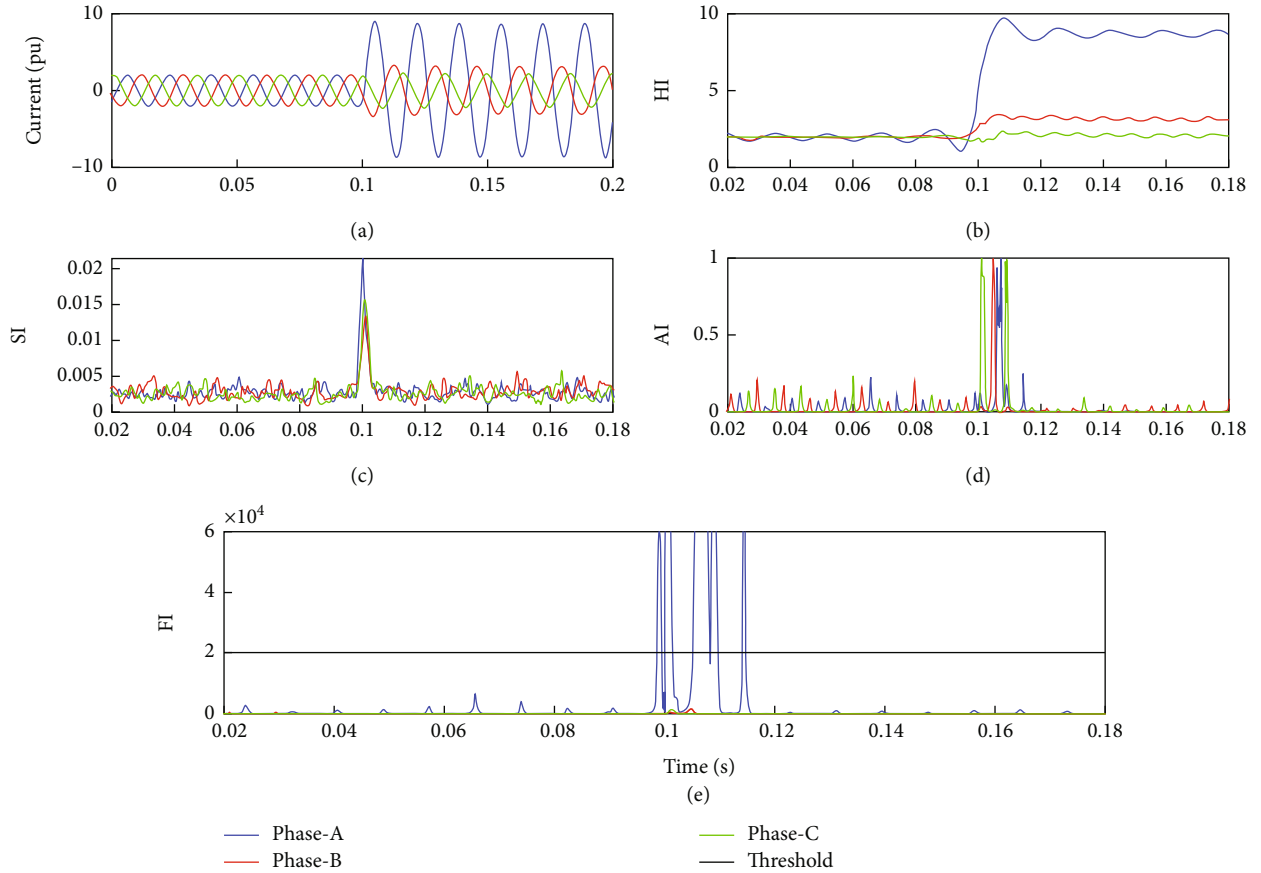 10
0
−10
Current (pu)
0 0.05 0.1 0.15 0.2
(a)
10
5
0
HI
0.02 0.04 0.06 0.08 0.1 0.12 0.14 0.16 0.18
(b)
0.02
0.015
0.01
0.005
0
SI
0.02 0.04 0.06 0.08 0.1 0.12 0.14 0.16 0.18
(c)
1
0.5
0
AI
0.02 0.04 0.06 0.08 0.1 0.12 0.14 0.16 0.18
(d)
×10⁴
6
4
2
0
FI
0.02 0.04 0.06 0.08 0.1 0.12 0.14 0.16 0.18
Time (s)
(e)
Phase-A
Phase-B
Phase-C
Threshold